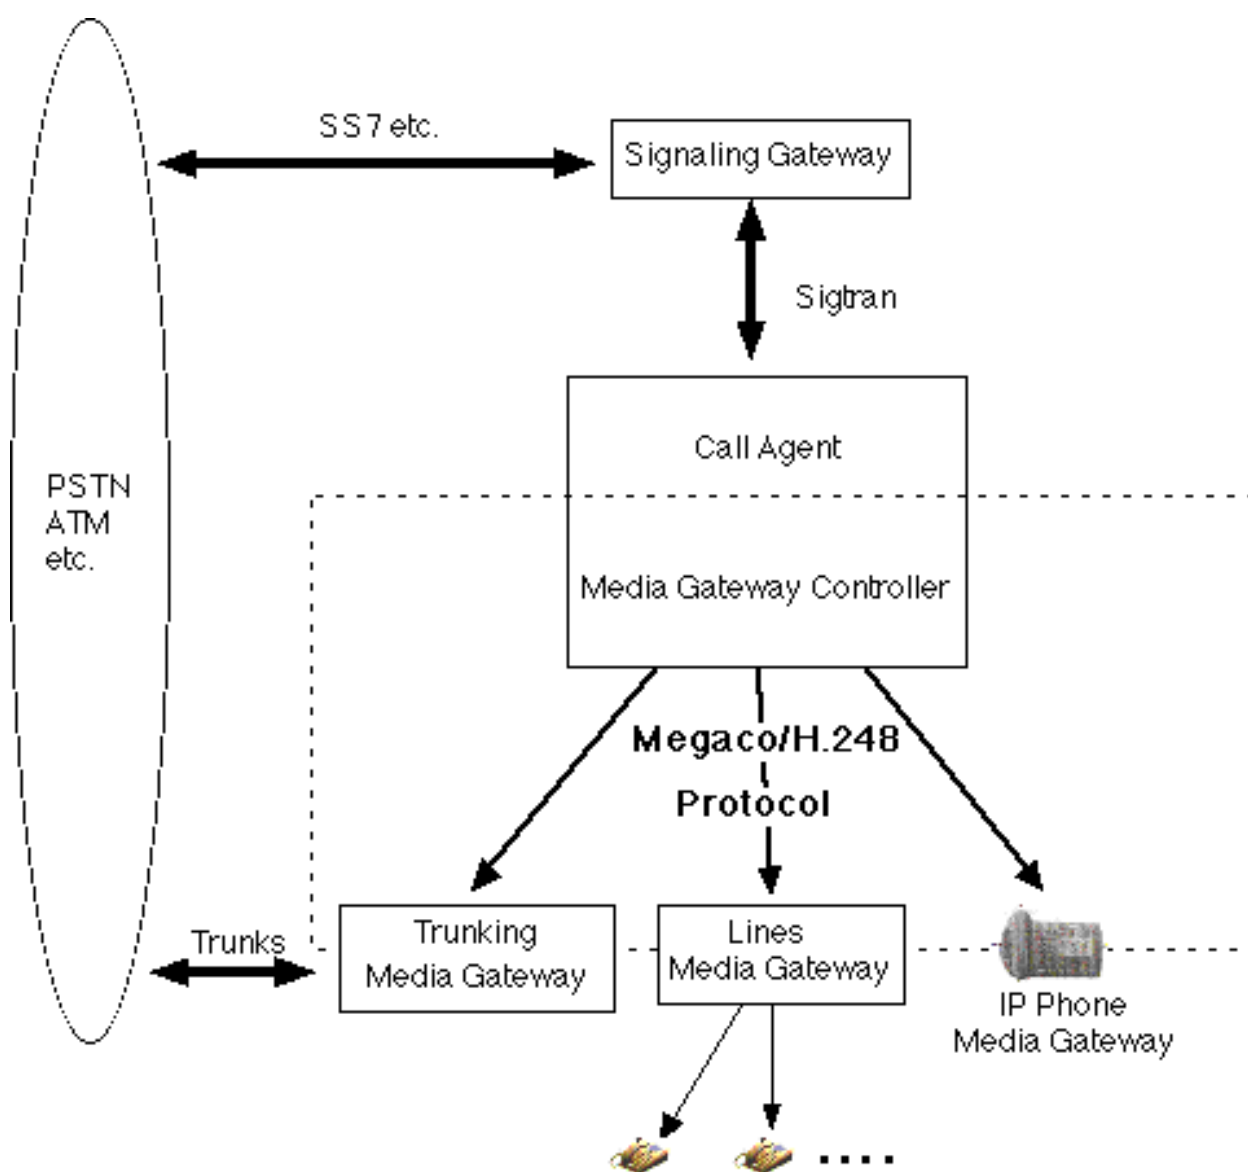 SS7 etc.
Signaling Gateway
Sigtran
Call Agent
PSTN
ATM
etc.
Media Gateway Controller
Megaco/H.248
Protocol
Trunks
Trunking
Media Gateway
Lines
Media Gateway
IP Phone
Media Gateway